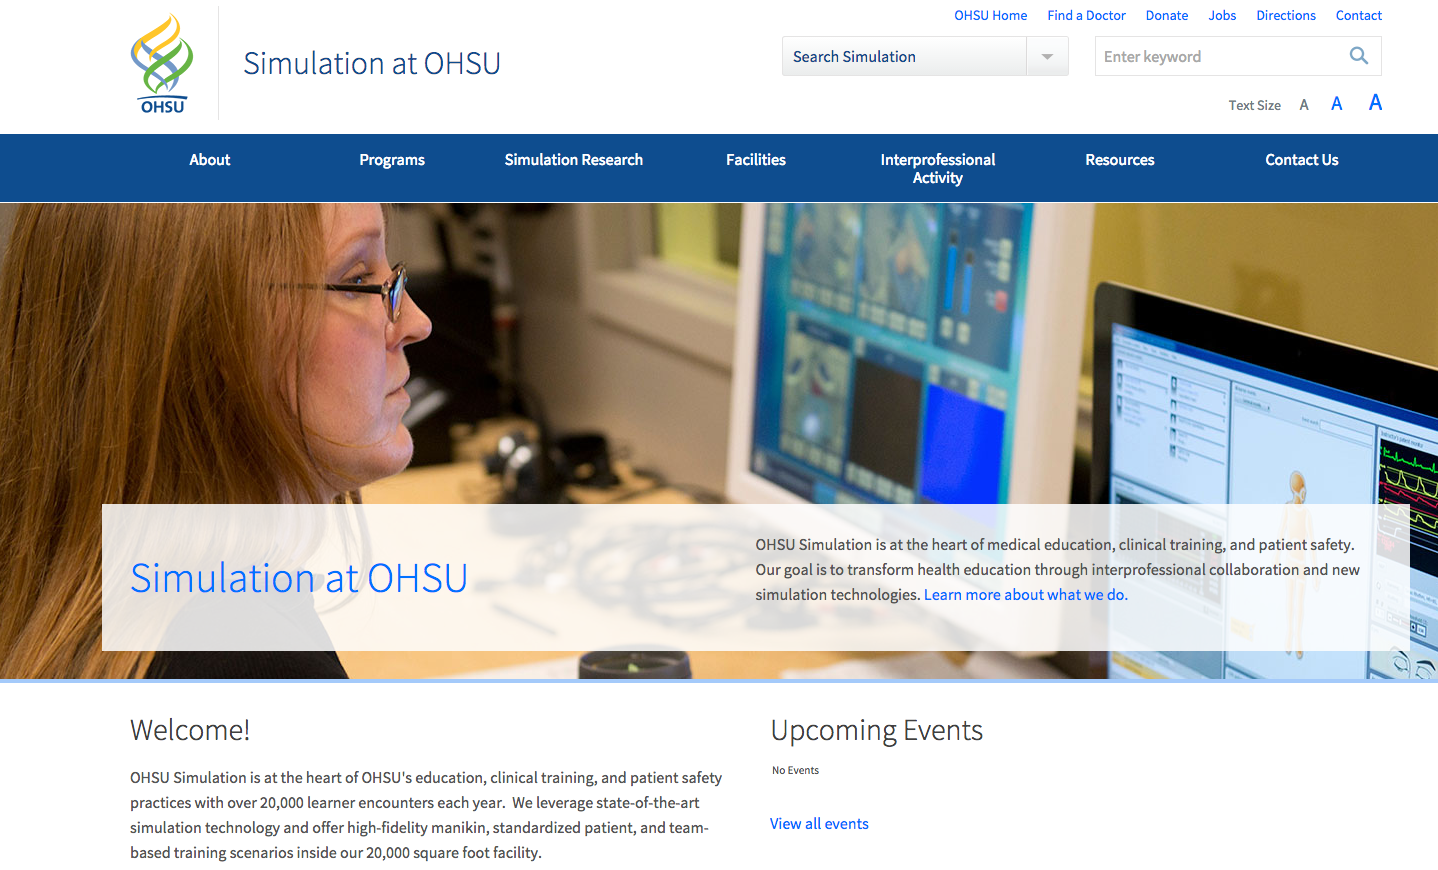 OHSU Home Find a Doctor Donate Jobs Directions Contact
OHSU
Simulation at OHSU
Search Simulation
Enter keyword
Text Size A A A
About Programs Simulation Research Facilities Interprofessional Activity Resources Contact Us
Simulation at OHSU
OHSU Simulation is at the heart of medical education, clinical training, and patient safety.
Our goal is to transform health education through interprofessional collaboration and new
simulation technologies. Learn more about what we do.
Welcome!
OHSU Simulation is at the heart of OHSU's education, clinical training, and patient safety
practices with over 20,000 learner encounters each year.  We leverage state-of-the-art
simulation technology and offer high-fidelity manikin, standardized patient, and team-
based training scenarios inside our 20,000 square foot facility.
Upcoming Events
No Events
View all events